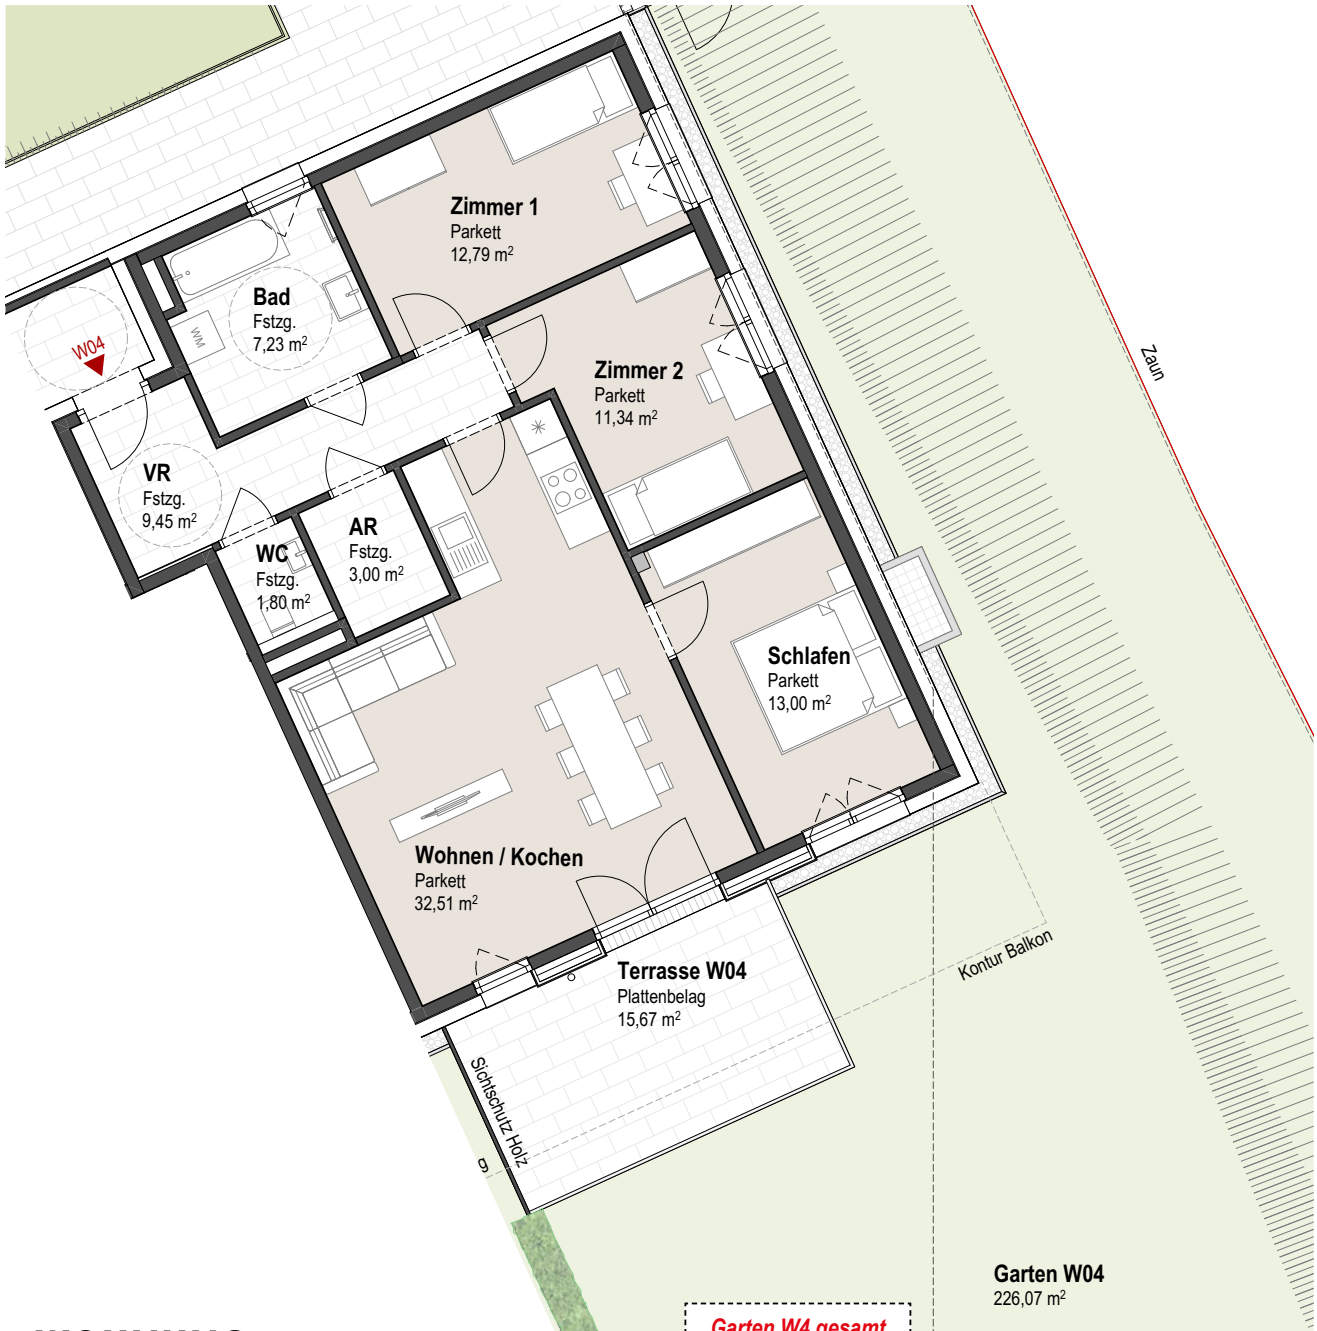 Zimmer 1
Parkett
12,79 m²
Bad
Fstzg.
7,23 m²
WM
W04
Zimmer 2
Parkett
11,34 m²
Zaun
VR
Fstzg.
9,45 m²
AR
Fstzg.
3,00 m²
WC
Fstzg.
1,80 m²
Schlafen
Parkett
13,00 m²
Wohnen / Kochen
Parkett
32,51 m²
Kontur Balkon
Terrasse W04
Plattenbelag
15,67 m²
Sichtschutz Holz
Garten W04
226,07 m²
Garten W4 gesamt